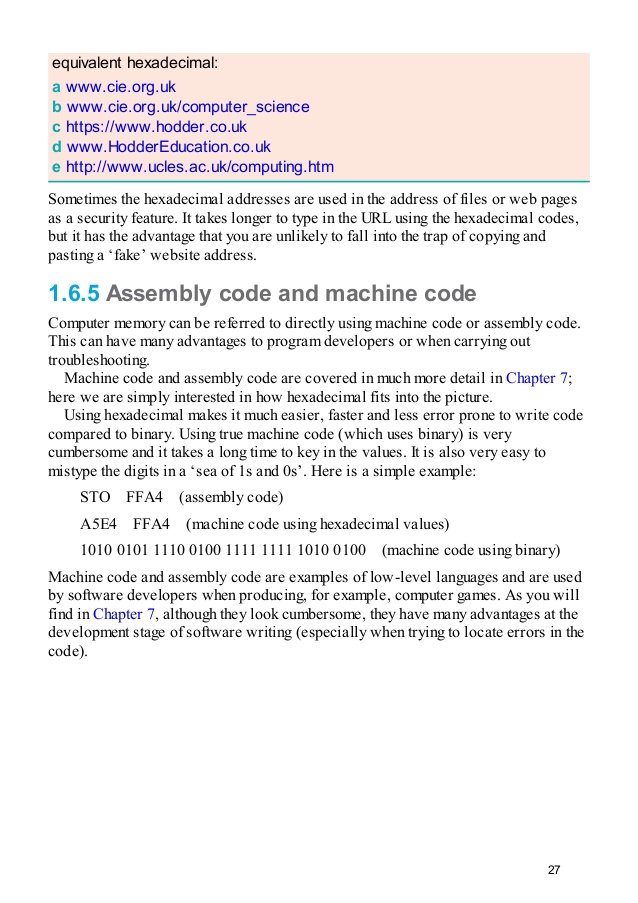 equivalent hexadecimal:
a www.cie.org.uk
b www.cie.org.uk/computer_science
c https://www.hodder.co.uk
d www.HodderEducation.co.uk
e http://www.ucles.ac.uk/computing.htm
Sometimes the hexadecimal addresses are used in the address of files or web pages
as a security feature. It takes longer to type in the URL using the hexadecimal codes,
but it has the advantage that you are unlikely to fall into the trap of copying and
pasting a ‘fake’ website address.
1.6.5 Assembly code and machine code
Computer memory can be referred to directly using machine code or assembly code.
This can have many advantages to program developers or when carrying out
troubleshooting.
Machine code and assembly code are covered in much more detail in Chapter 7;
here we are simply interested in how hexadecimal fits into the picture.
Using hexadecimal makes it much easier, faster and less error prone to write code
compared to binary. Using true machine code (which uses binary) is very
cumbersome and it takes a long time to key in the values. It is also very easy to
mistype the digits in a ‘sea of 1s and 0s’. Here is a simple example:
STO FFA4 (assembly code)
A5E4 FFA4 (machine code using hexadecimal values)
1010 0101 1110 0100 1111 1111 1010 0100 (machine code using binary)
Machine code and assembly code are examples of low-level languages and are used
by software developers when producing, for example, computer games. As you will
find in Chapter 7, although they look cumbersome, they have many advantages at the
development stage of software writing (especially when trying to locate errors in the
code).
27